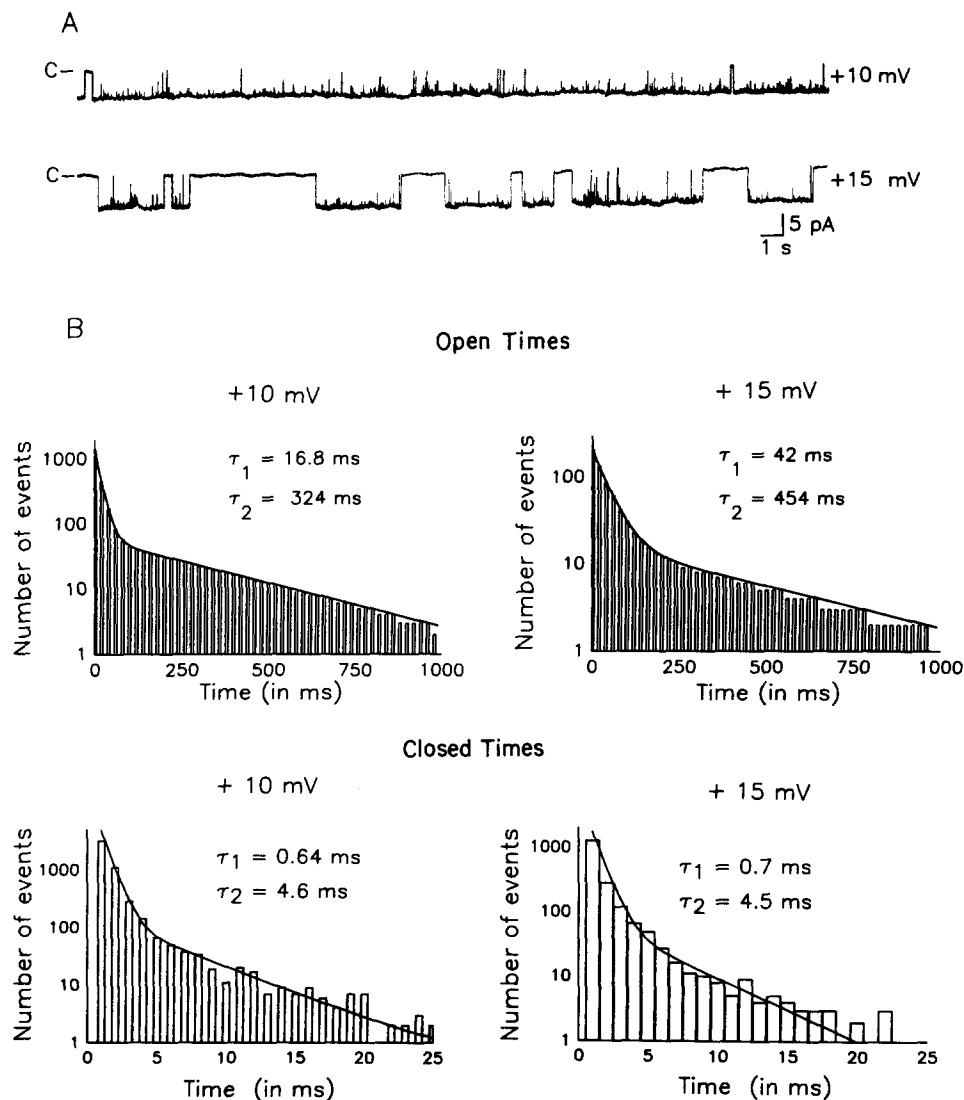 A
C– +10 mV
C– +15 mV
5 pA
1 s
B
Open Times
+10 mV
+ 15 mV
Number of events
1000
100
10
1
τ1 = 16.8 ms
τ2 = 324 ms
0 250 500 750 1000
Time (in ms)
Number of events
100
10
1
τ1 = 42 ms
τ2 = 454 ms
0 250 500 750 1000
Time (in ms)
Closed Times
+ 10 mV
+ 15 mV
Number of events
1000
100
10
1
τ1 = 0.64 ms
τ2 = 4.6 ms
0 5 10 15 20 25
Time (in ms)
Number of events
1000
100
10
1
τ1 = 0.7 ms
τ2 = 4.5 ms
0 5 10 15 20 25
Time (in ms)